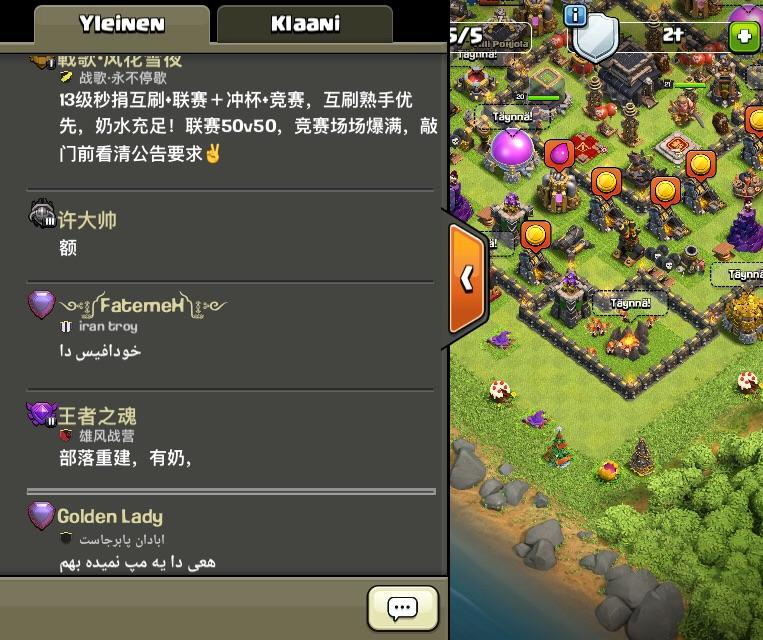 Yleinen
Klaani
戰歌•风花雪夜
战歌·永不停歌
13级秒捐互刷•联赛＋冲杯•竞赛，互刷熟手优
先，奶水充足！联赛50v50，竞赛场场爆满，敲
门前看清公告要求✌
许大帅
额
FatemeH
iran troy
خودافیس دا
王者之魂
雄风战营
部落重建，有奶，
Golden Lady
ابادان پابرجاست
هعی دا یه مپ نمیده بهم
5/5
2t
Täynnä!
20
21
Täynnä!
Täynnä!
Täynnä!